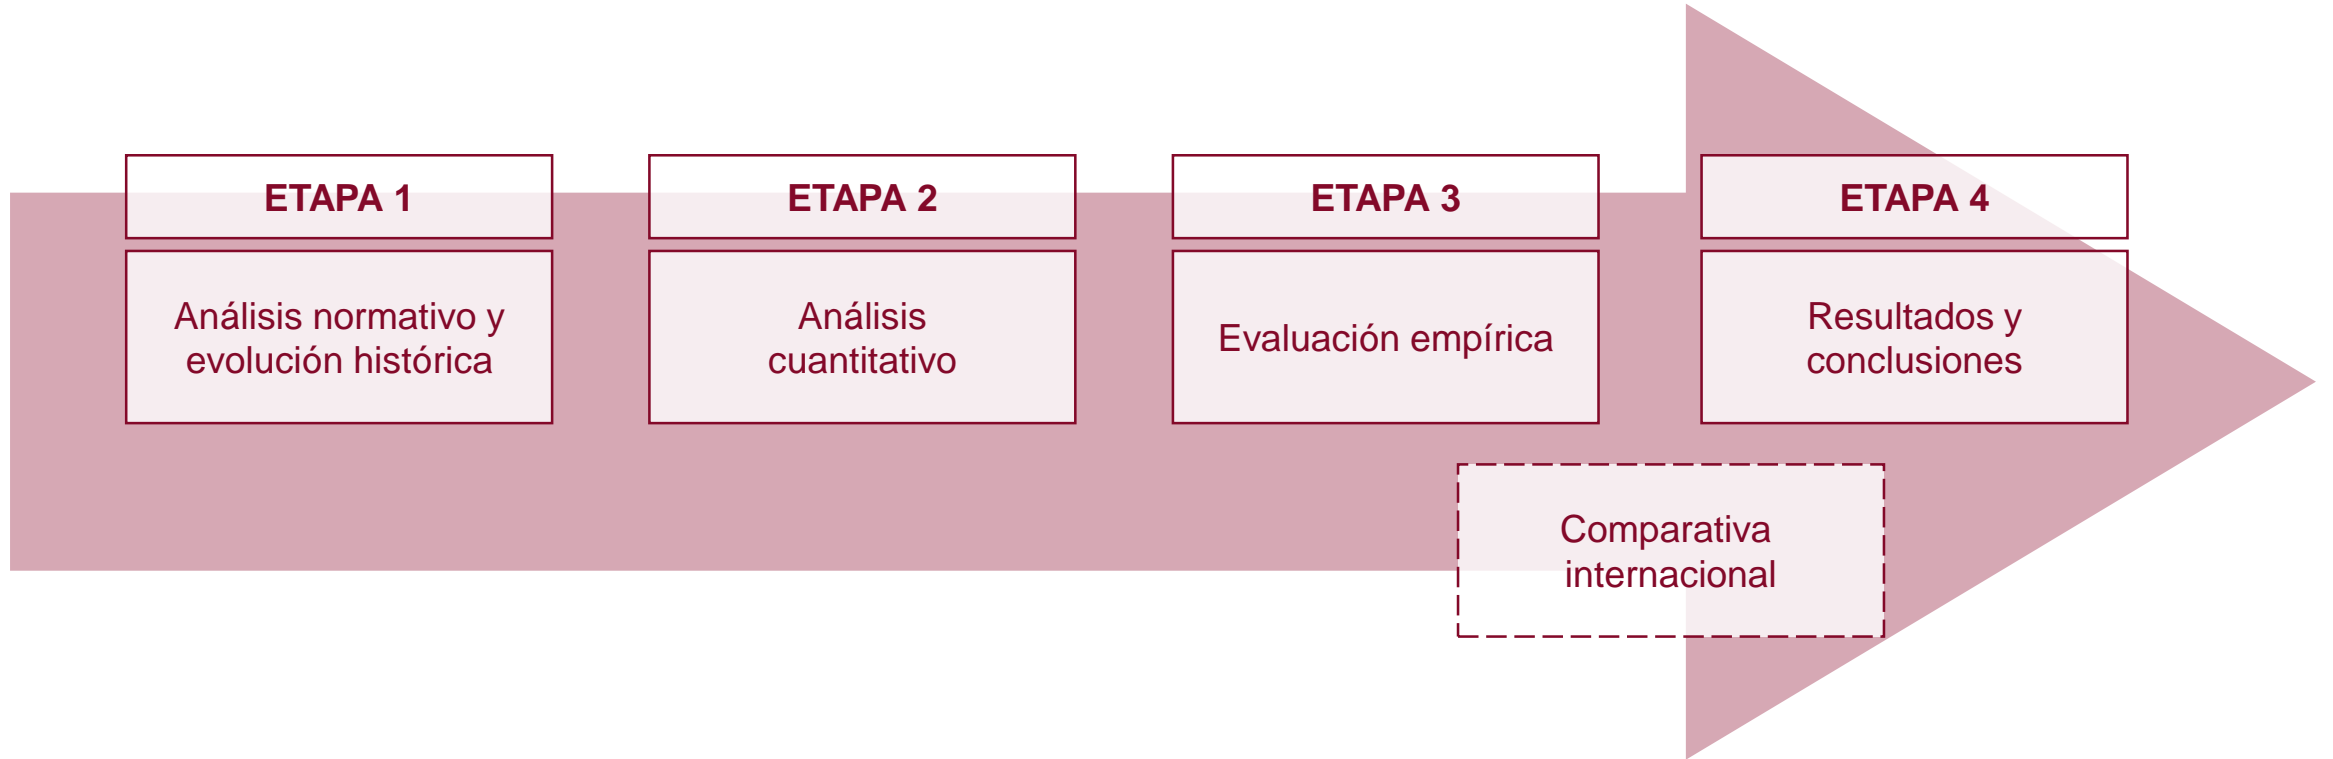 ETAPA 1
Análisis normativo y
evolución histórica
ETAPA 2
Análisis
cuantitativo
ETAPA 3
Evaluación empírica
ETAPA 4
Resultados y
conclusiones
Comparativa
internacional